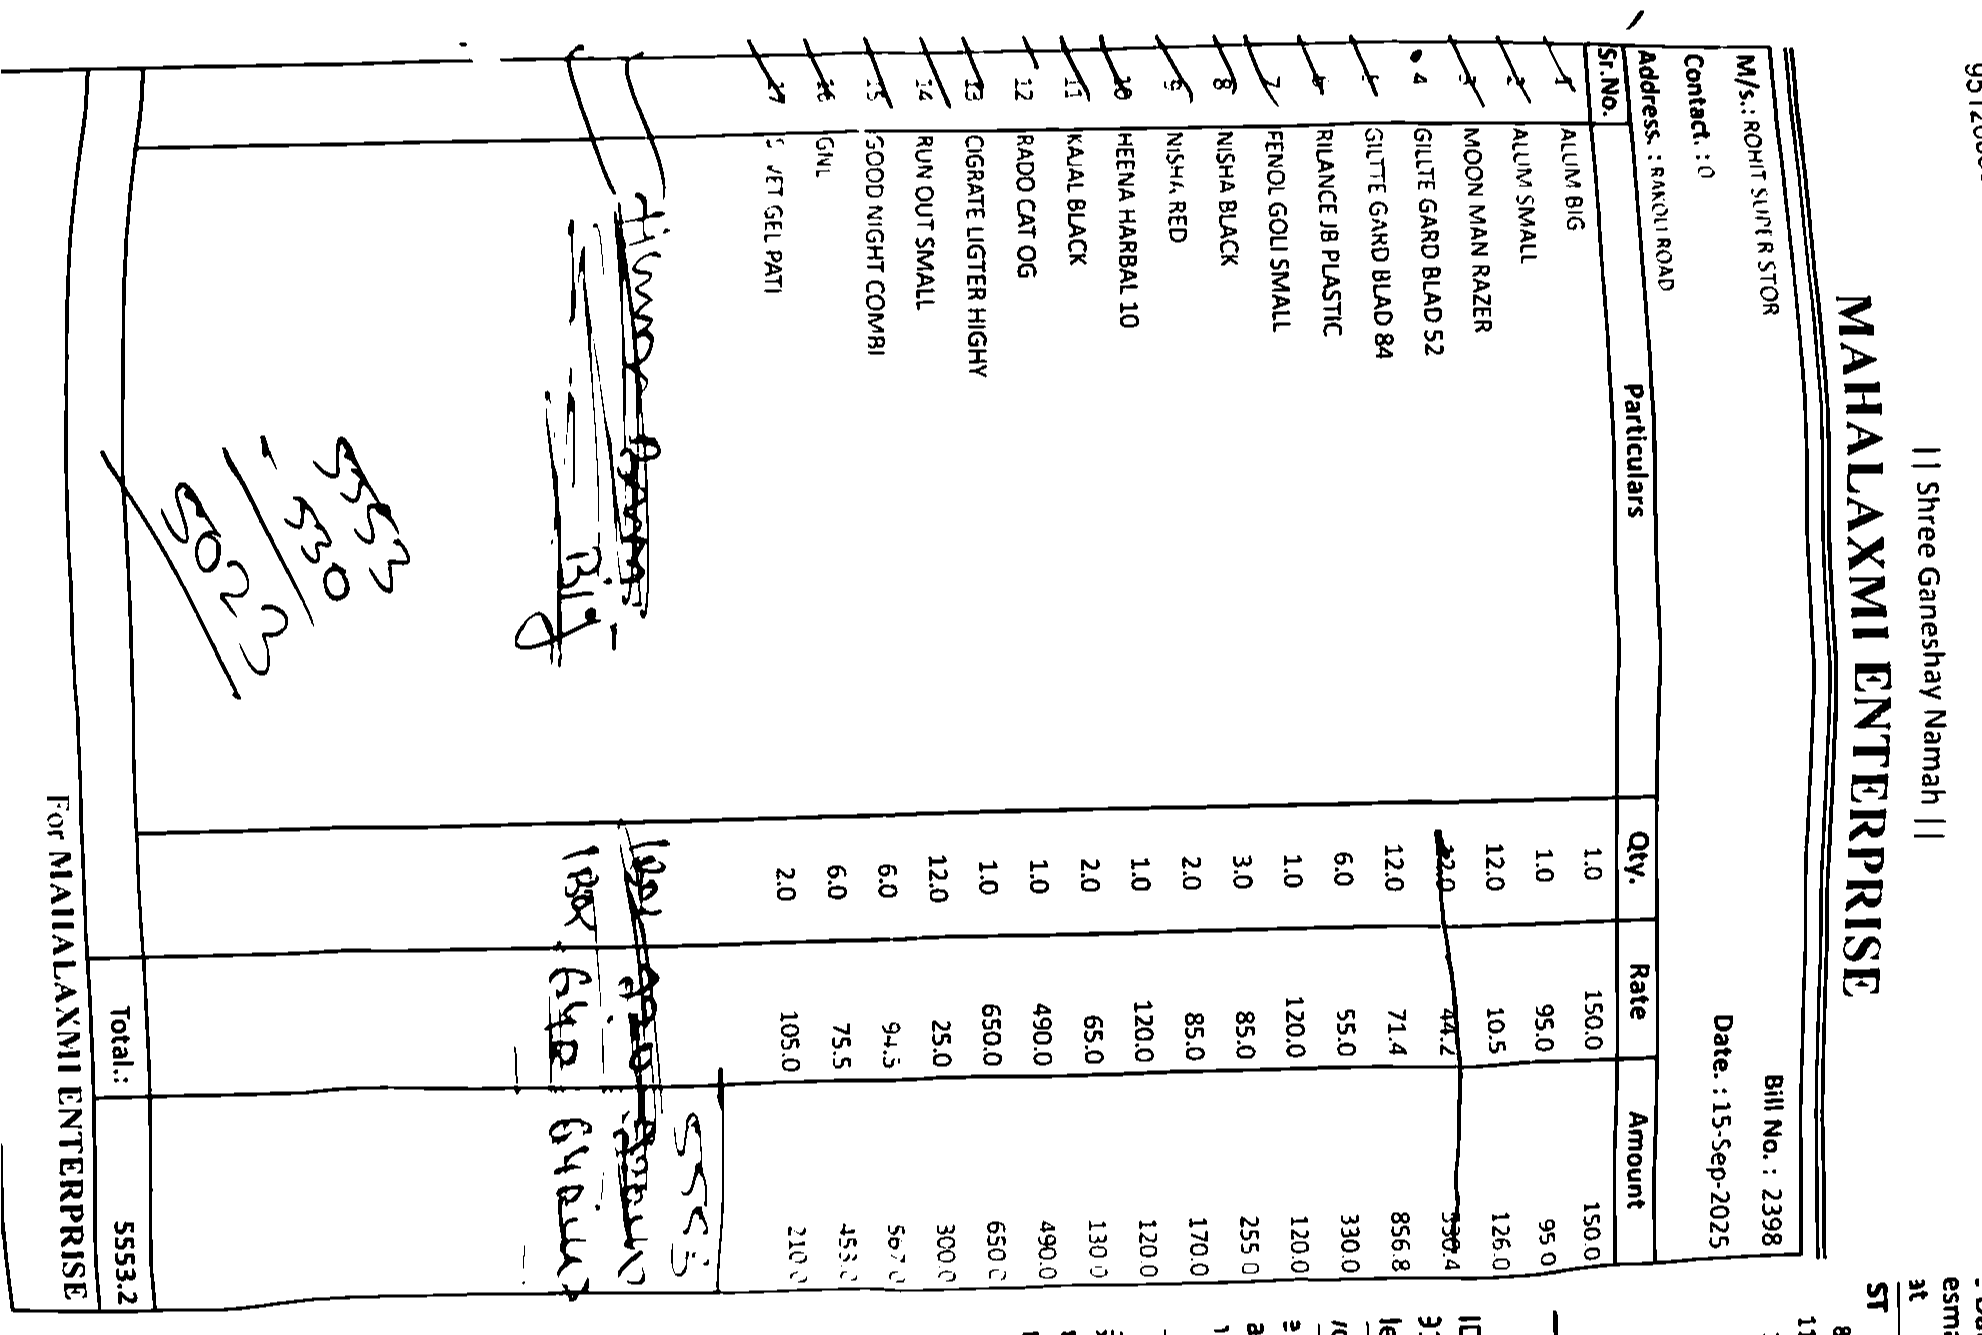 || Shree Ganeshay Namah ||
MAHALAXMI ENTERPRISE
M/s.: ROHIT SUPER STOR Bill No. : 2398
Contact. : 0 Date. : 15-Sep-2025
Address. : RAKOLI ROAD
Sr.No. Particulars Qty. Rate Amount
1 ALUM BIG 1.0 150.0 150.0
2 ALUM SMALL 1.0 95.0 95.0
3 MOON MAN RAZER 12.0 10.5 126.0
4 GILLTE GARD BLAD 52 12.0 44.2 530.4
5 GILTTE GARD BLAD 84 12.0 71.4 856.8
6 RILANCE JB PLASTIC 6.0 55.0 330.0
7 FENOL GOLI SMALL 1.0 120.0 120.0
8 NISHA BLACK 3.0 85.0 255.0
9 NISHA RED 2.0 85.0 170.0
10 HEENA HARBAL 10 1.0 120.0 120.0
11 KAJAL BLACK 2.0 65.0 130.0
12 RADO CAT OG 1.0 490.0 490.0
13 CIGRATE LIGTER HIGHY 1.0 650.0 650.0
14 RUN OUT SMALL 12.0 25.0 300.0
15 GOOD NIGHT COMBI 6.0 94.5 567.0
16 GNL 6.0 75.5 453.0
17 GEL PATI 2.0 105.0 210.0
5553
Big
5553
- 530
5023
Total.: 5553.2
For MAHALAXMI ENTERPRISE